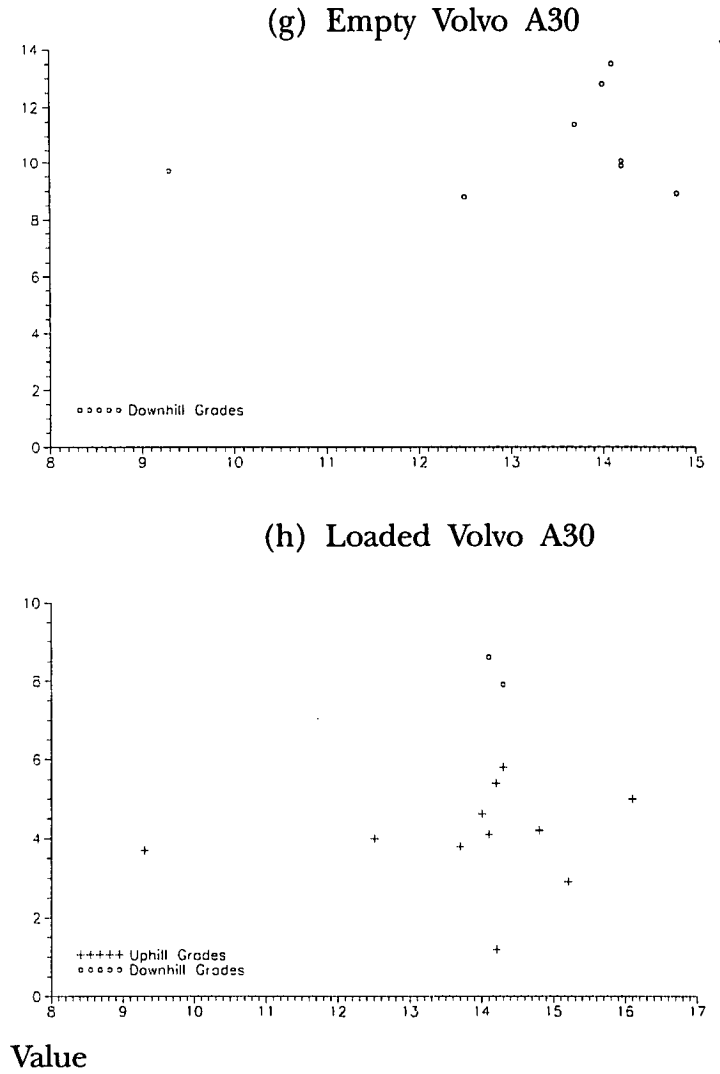 (g) Empty Volvo A30
14
12
10
8
6
4
2
0
8 9 10 11 12 13 14 15
Downhill Grades
(h) Loaded Volvo A30
10
8
6
4
2
0
8 9 10 11 12 13 14 15 16 17
Uphill Grades
Downhill Grades
Value